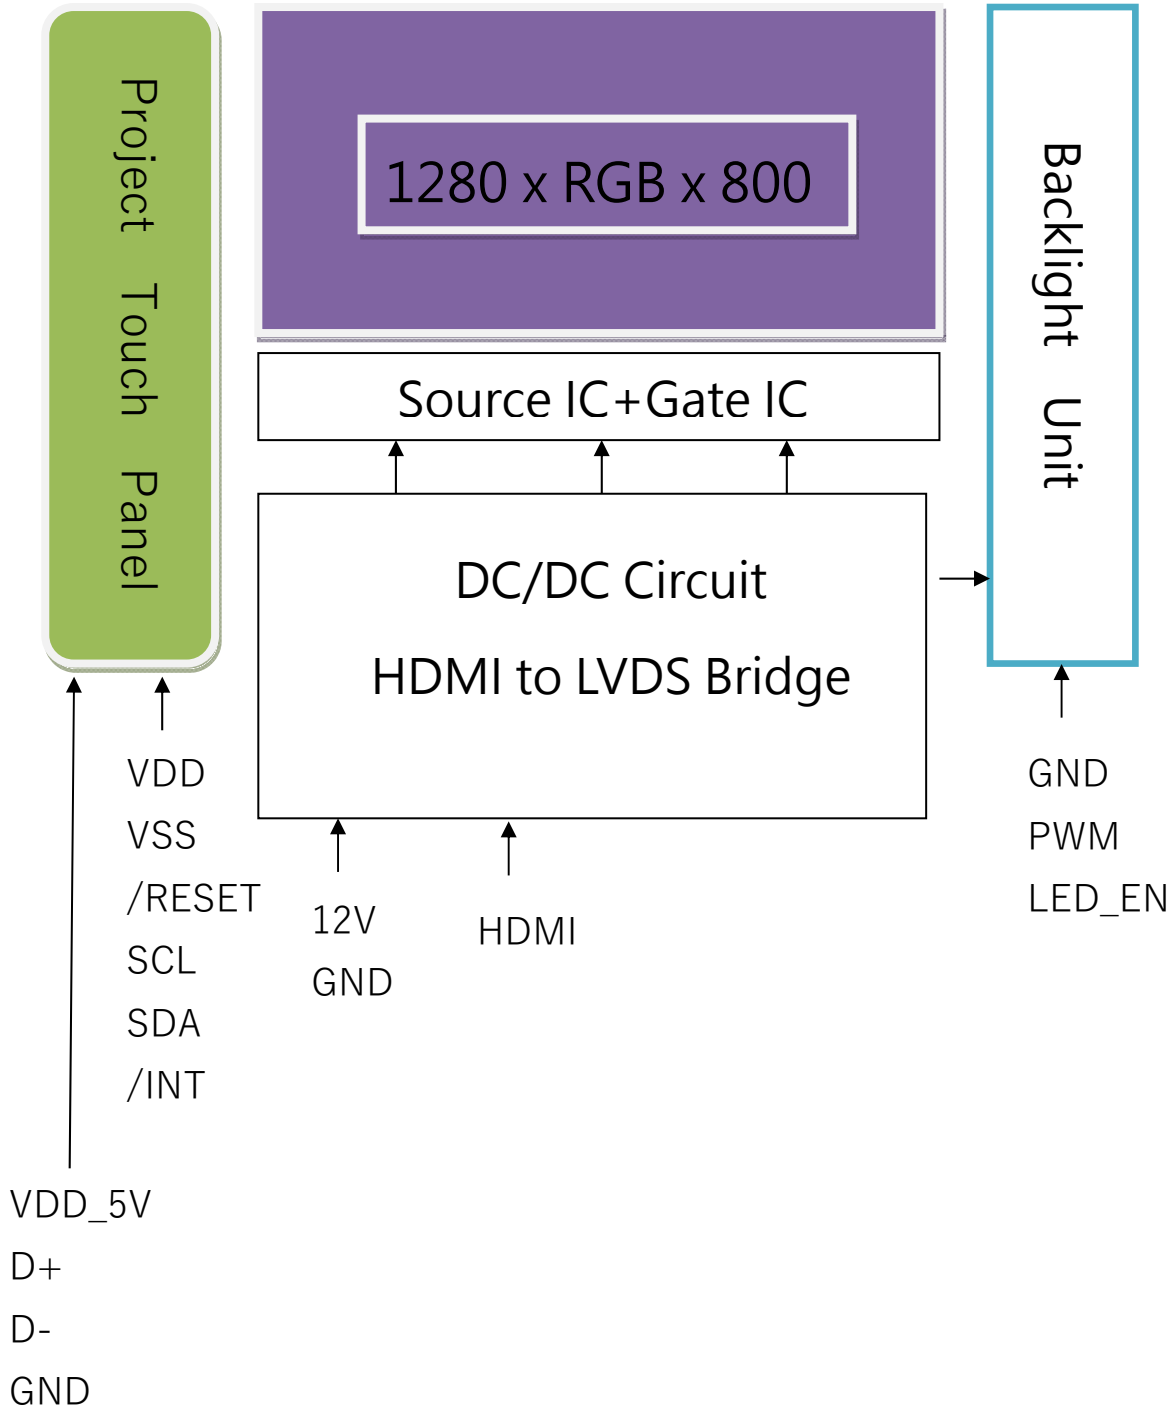 Project Touch Panel
1280 x RGB x 800
Backlight Unit
Source IC+Gate IC
DC/DC Circuit
HDMI to LVDS Bridge
VDD
VSS
/RESET
SCL
SDA
/INT
12V
GND
HDMI
GND
PWM
LED_EN
VDD_5V
D+
D-
GND